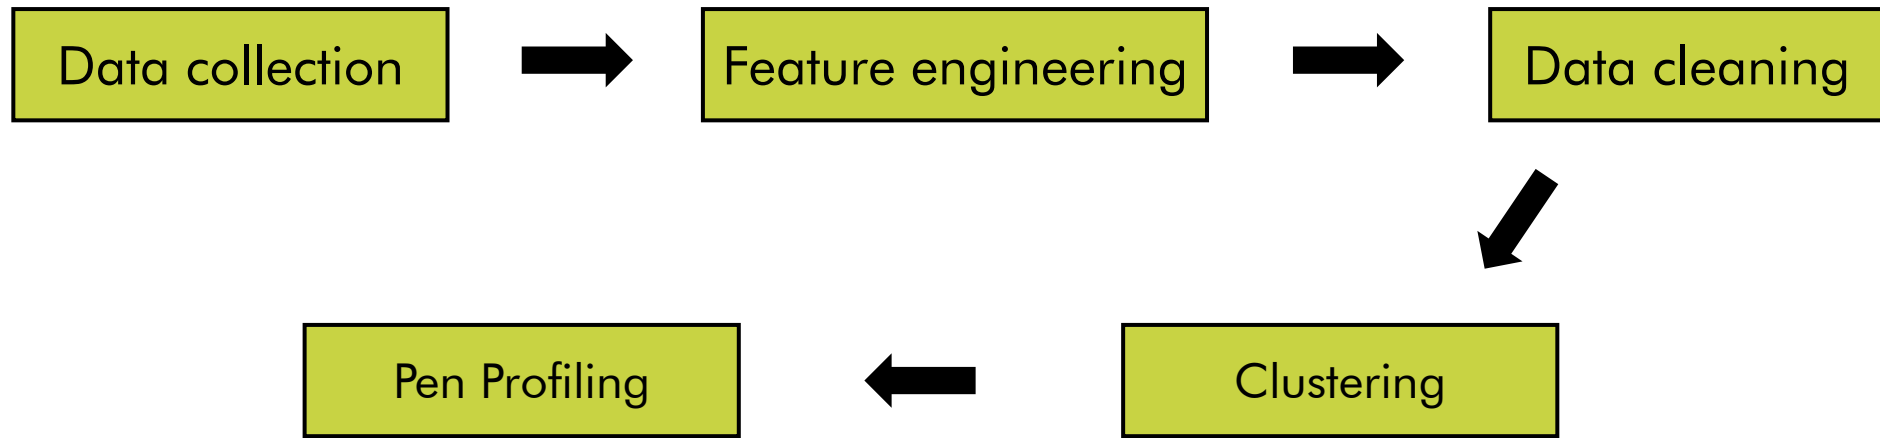 Data collection
Feature engineering
Data cleaning
Clustering
Pen Profiling